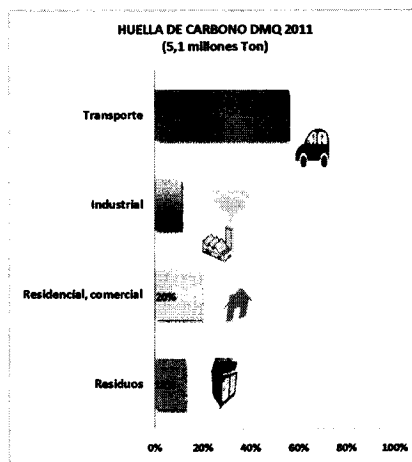 HUELLA DE CARBONO DMQ 2011
(5,1 millones Ton)
Transporte
Industrial
Residencial, comercial
20%
Residuos
0% 20% 40% 60% 80% 100%